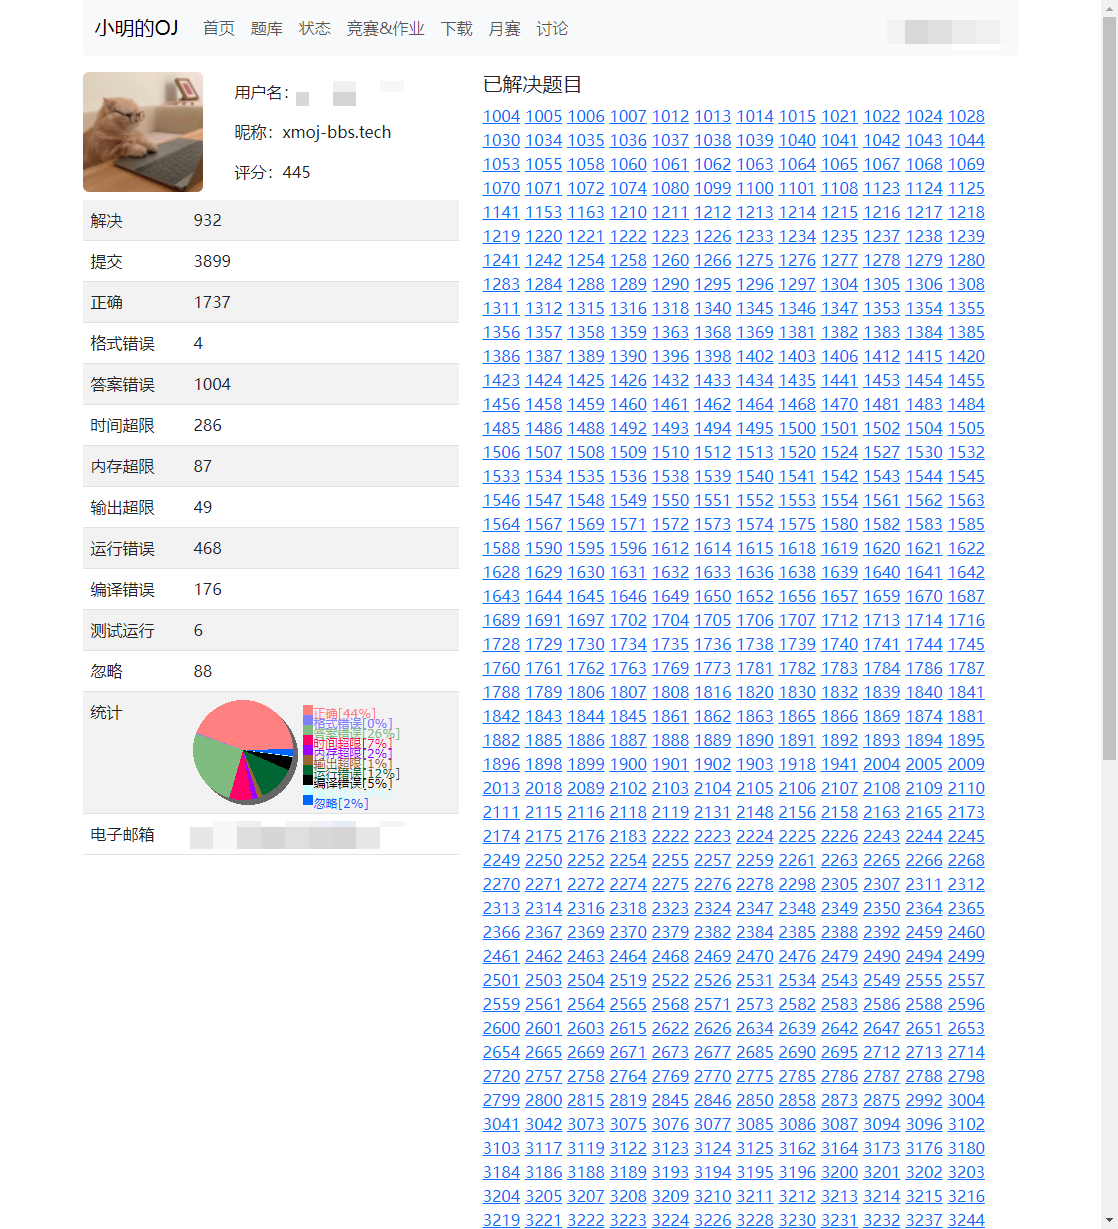 小明的OJ 首页 题库 状态 竞赛&作业 下载 月赛 讨论
用户名：
昵称：xmoj-bbs.tech
评分：445
解决 932
提交 3899
正确 1737
格式错误 4
答案错误 1004
时间超限 286
内存超限 87
输出超限 49
运行错误 468
编译错误 176
测试运行 6
忽略 88
统计
正确[44%]
格式错误[0%]
答案错误[26%]
时间超限[7%]
内存超限[2%]
输出超限[1%]
运行错误[12%]
编译错误[5%]
忽略[2%]
电子邮箱
已解决题目
1004 1005 1006 1007 1012 1013 1014 1015 1021 1022 1024 1028
1030 1034 1035 1036 1037 1038 1039 1040 1041 1042 1043 1044
1053 1055 1058 1060 1061 1062 1063 1064 1065 1067 1068 1069
1070 1071 1072 1074 1080 1099 1100 1101 1108 1123 1124 1125
1141 1153 1163 1210 1211 1212 1213 1214 1215 1216 1217 1218
1219 1220 1221 1222 1223 1226 1233 1234 1235 1237 1238 1239
1241 1242 1254 1258 1260 1266 1275 1276 1277 1278 1279 1280
1283 1284 1288 1289 1290 1295 1296 1297 1304 1305 1306 1308
1311 1312 1315 1316 1318 1340 1345 1346 1347 1353 1354 1355
1356 1357 1358 1359 1363 1368 1369 1381 1382 1383 1384 1385
1386 1387 1389 1390 1396 1398 1402 1403 1406 1412 1415 1420
1423 1424 1425 1426 1432 1433 1434 1435 1441 1453 1454 1455
1456 1458 1459 1460 1461 1462 1464 1468 1470 1481 1483 1484
1485 1486 1488 1492 1493 1494 1495 1500 1501 1502 1504 1505
1506 1507 1508 1509 1510 1512 1513 1520 1524 1527 1530 1532
1533 1534 1535 1536 1538 1539 1540 1541 1542 1543 1544 1545
1546 1547 1548 1549 1550 1551 1552 1553 1554 1561 1562 1563
1564 1567 1569 1571 1572 1573 1574 1575 1580 1582 1583 1585
1588 1590 1595 1596 1612 1614 1615 1618 1619 1620 1621 1622
1628 1629 1630 1631 1632 1633 1636 1638 1639 1640 1641 1642
1643 1644 1645 1646 1649 1650 1652 1656 1657 1659 1670 1687
1689 1691 1697 1702 1704 1705 1706 1707 1712 1713 1714 1716
1728 1729 1730 1734 1735 1736 1738 1739 1740 1741 1744 1745
1760 1761 1762 1763 1769 1773 1781 1782 1783 1784 1786 1787
1788 1789 1806 1807 1808 1816 1820 1830 1832 1839 1840 1841
1842 1843 1844 1845 1861 1862 1863 1865 1866 1869 1874 1881
1882 1885 1886 1887 1888 1889 1890 1891 1892 1893 1894 1895
1896 1898 1899 1900 1901 1902 1903 1918 1941 2004 2005 2009
2013 2018 2089 2102 2103 2104 2105 2106 2107 2108 2109 2110
2111 2115 2116 2118 2119 2131 2148 2156 2158 2163 2165 2173
2174 2175 2176 2183 2222 2223 2224 2225 2226 2243 2244 2245
2249 2250 2252 2254 2255 2257 2259 2261 2263 2265 2266 2268
2270 2271 2272 2274 2275 2276 2278 2298 2305 2307 2311 2312
2313 2314 2316 2318 2323 2324 2347 2348 2349 2350 2364 2365
2366 2367 2369 2370 2379 2382 2384 2385 2388 2392 2459 2460
2461 2462 2463 2464 2468 2469 2470 2476 2479 2490 2494 2499
2501 2503 2504 2519 2522 2526 2531 2534 2543 2549 2555 2557
2559 2561 2564 2565 2568 2571 2573 2582 2583 2586 2588 2596
2600 2601 2603 2615 2622 2626 2634 2639 2642 2647 2651 2653
2654 2665 2669 2671 2673 2677 2685 2690 2695 2712 2713 2714
2720 2757 2758 2764 2769 2770 2775 2785 2786 2787 2788 2798
2799 2800 2815 2819 2845 2846 2850 2858 2873 2875 2992 3004
3041 3042 3073 3075 3076 3077 3085 3086 3087 3094 3096 3102
3103 3117 3119 3122 3123 3124 3125 3162 3164 3173 3176 3180
3184 3186 3188 3189 3193 3194 3195 3196 3200 3201 3202 3203
3204 3205 3207 3208 3209 3210 3211 3212 3213 3214 3215 3216
3219 3221 3222 3223 3224 3226 3228 3230 3231 3232 3237 3244